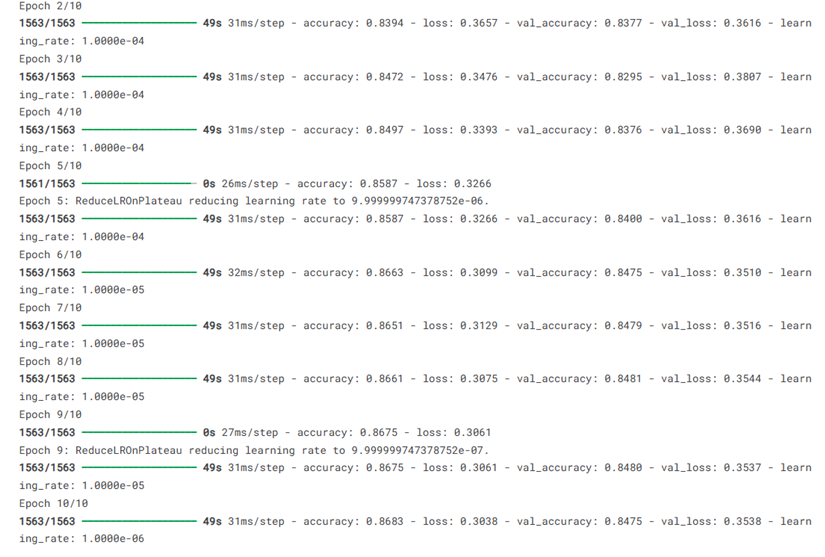 Epoch 2/10
1563/1563 ━━━━━━━━━━━━━━━━━━━━ 49s 31ms/step - accuracy: 0.8394 - loss: 0.3657 - val_accuracy: 0.8377 - val_loss: 0.3616 - learn
ing_rate: 1.0000e-04
Epoch 3/10
1563/1563 ━━━━━━━━━━━━━━━━━━━━ 49s 31ms/step - accuracy: 0.8472 - loss: 0.3476 - val_accuracy: 0.8295 - val_loss: 0.3807 - learn
ing_rate: 1.0000e-04
Epoch 4/10
1563/1563 ━━━━━━━━━━━━━━━━━━━━ 49s 31ms/step - accuracy: 0.8497 - loss: 0.3393 - val_accuracy: 0.8376 - val_loss: 0.3690 - learn
ing_rate: 1.0000e-04
Epoch 5/10
1561/1563 ━━━━━━━━━━━━━━━━━━━━ 0s 26ms/step - accuracy: 0.8587 - loss: 0.3266
Epoch 5: ReduceLROnPlateau reducing learning rate to 9.999999747378752e-06.
1563/1563 ━━━━━━━━━━━━━━━━━━━━ 49s 31ms/step - accuracy: 0.8587 - loss: 0.3266 - val_accuracy: 0.8400 - val_loss: 0.3616 - learn
ing_rate: 1.0000e-04
Epoch 6/10
1563/1563 ━━━━━━━━━━━━━━━━━━━━ 49s 32ms/step - accuracy: 0.8663 - loss: 0.3099 - val_accuracy: 0.8475 - val_loss: 0.3510 - learn
ing_rate: 1.0000e-05
Epoch 7/10
1563/1563 ━━━━━━━━━━━━━━━━━━━━ 49s 31ms/step - accuracy: 0.8651 - loss: 0.3129 - val_accuracy: 0.8479 - val_loss: 0.3516 - learn
ing_rate: 1.0000e-05
Epoch 8/10
1563/1563 ━━━━━━━━━━━━━━━━━━━━ 49s 31ms/step - accuracy: 0.8661 - loss: 0.3075 - val_accuracy: 0.8481 - val_loss: 0.3544 - learn
ing_rate: 1.0000e-05
Epoch 9/10
1563/1563 ━━━━━━━━━━━━━━━━━━━━ 0s 27ms/step - accuracy: 0.8675 - loss: 0.3061
Epoch 9: ReduceLROnPlateau reducing learning rate to 9.999999747378752e-07.
1563/1563 ━━━━━━━━━━━━━━━━━━━━ 49s 31ms/step - accuracy: 0.8675 - loss: 0.3061 - val_accuracy: 0.8480 - val_loss: 0.3537 - learn
ing_rate: 1.0000e-05
Epoch 10/10
1563/1563 ━━━━━━━━━━━━━━━━━━━━ 49s 31ms/step - accuracy: 0.8683 - loss: 0.3038 - val_accuracy: 0.8475 - val_loss: 0.3538 - learn
ing_rate: 1.0000e-06